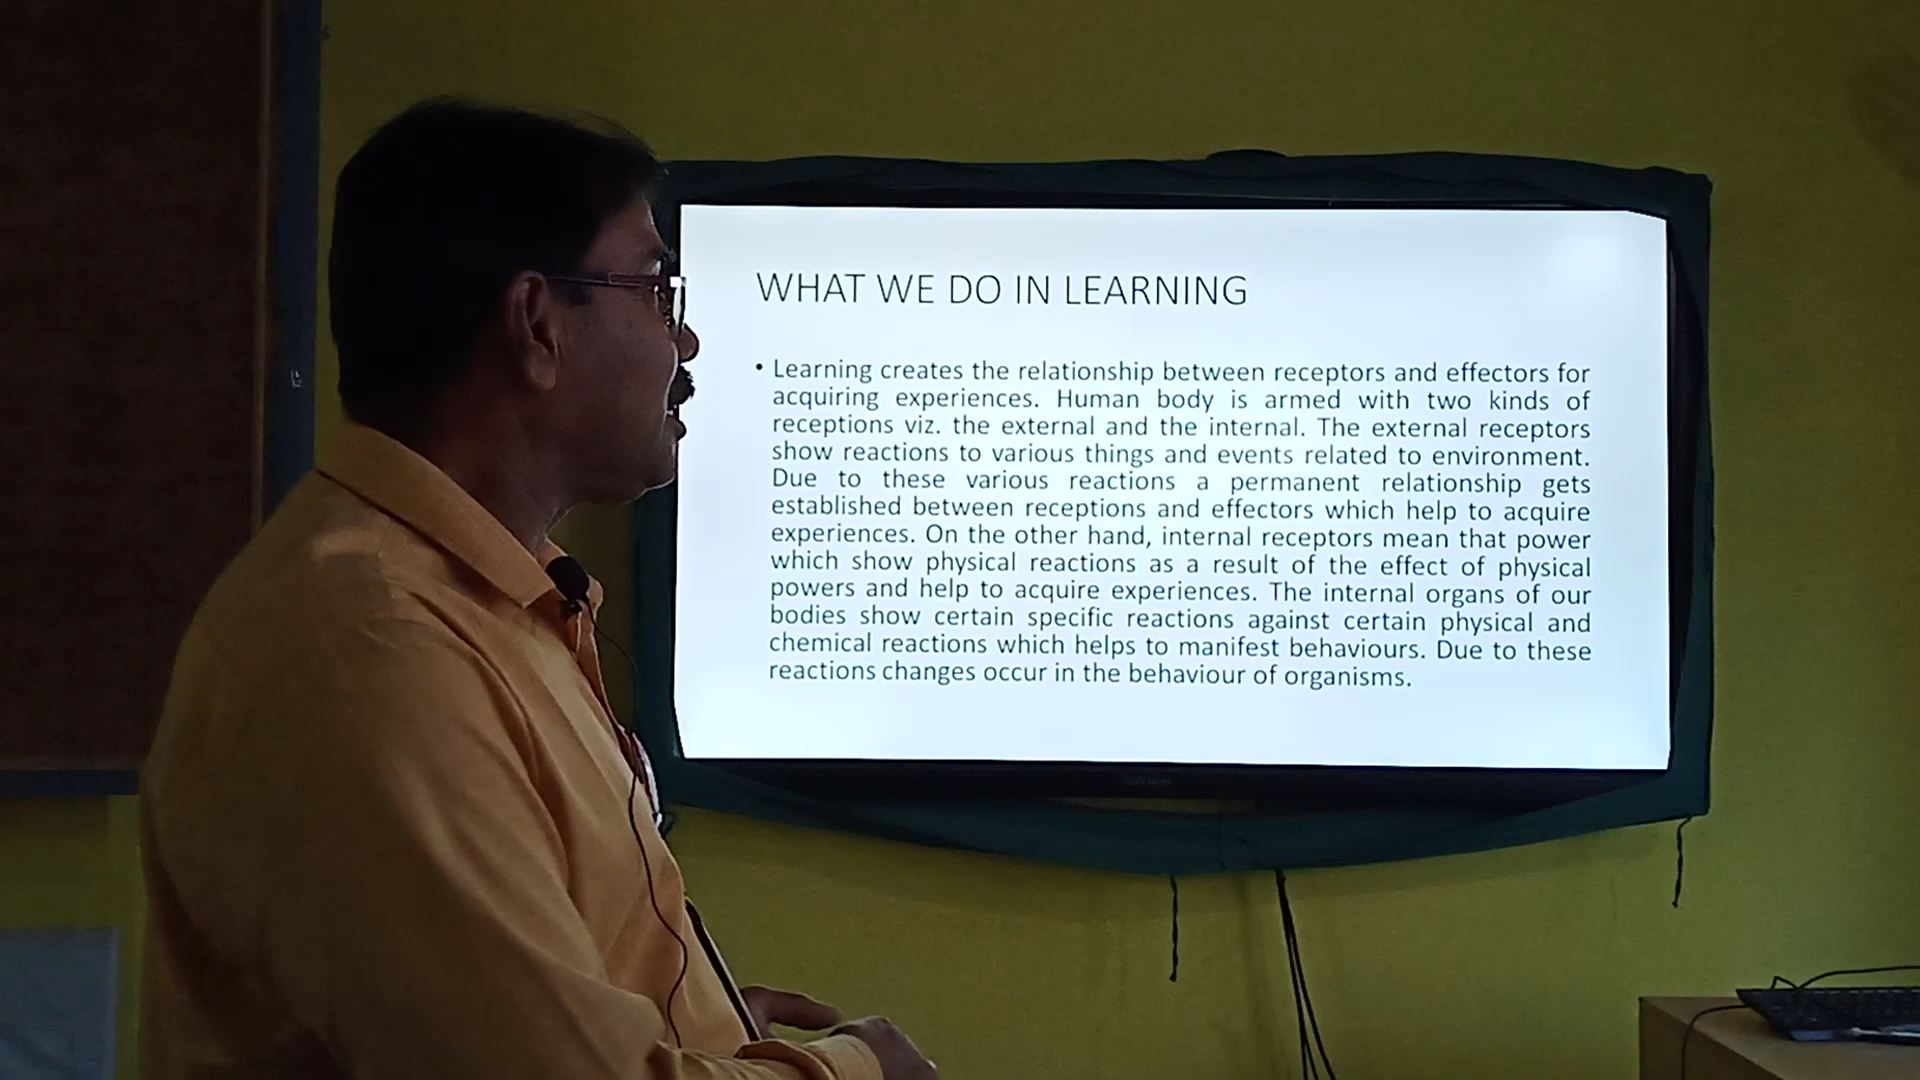 WHAT WE DO IN LEARNING
• Learning creates the relationship between receptors and effectors for
acquiring experiences. Human body is armed with two kinds of
receptions viz. the external and the internal. The external receptors
show reactions to various things and events related to environment.
Due to these various reactions a permanent relationship gets
established between receptions and effectors which help to acquire
experiences. On the other hand, internal receptors mean that power
which show physical reactions as a result of the effect of physical
powers and help to acquire experiences. The internal organs of our
bodies show certain specific reactions against certain physical and
chemical reactions which helps to manifest behaviours. Due to these
reactions changes occur in the behaviour of organisms.